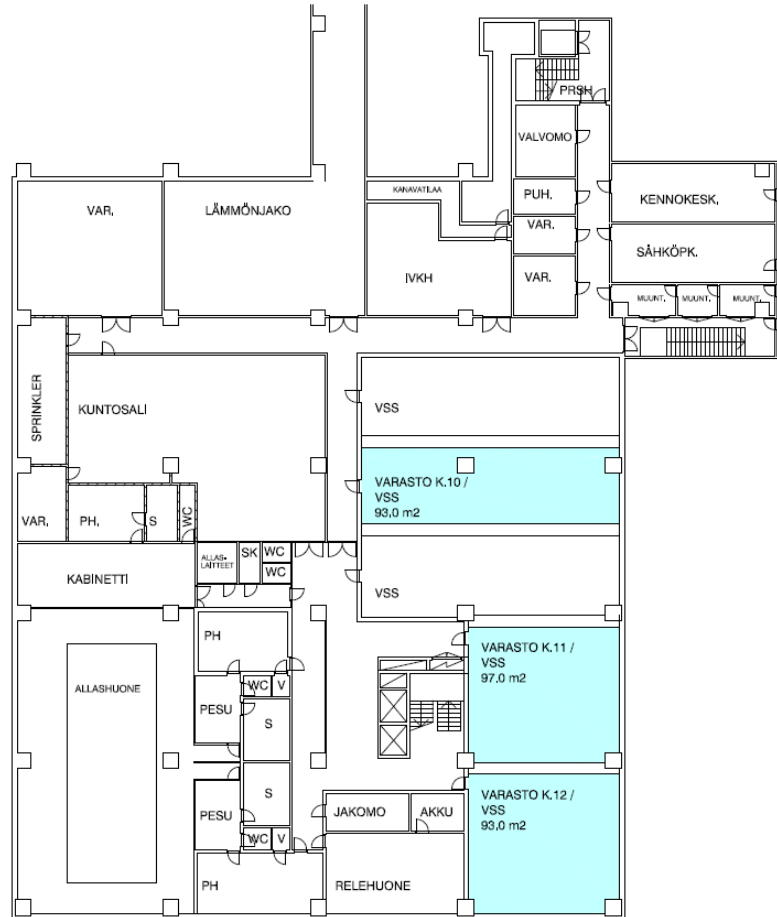 PRSH
VALVOMO
KANAVATILAA
PUH.
KENNOKESK.
VAR.
LÄMMÖNJAKO
VAR.
SÄHKÖPK.
IVKH
VAR.
MUUNT.
MUUNT.
MUUNT.
SPRINKLER
KUNTOSALI
VSS
VARASTO K.10 /
VSS
93,0 m2
VAR.
PH.
S
WC
ALLAS-
LAITTEET
SK
WC
WC
KABINETTI
VSS
PH
VARASTO K.11 /
VSS
97,0 m2
ALLASHUONE
WC
V
PESU
S
S
VARASTO K.12 /
VSS
93,0 m2
PESU
JAKOMO
AKKU
WC
V
PH
RELEHUONE